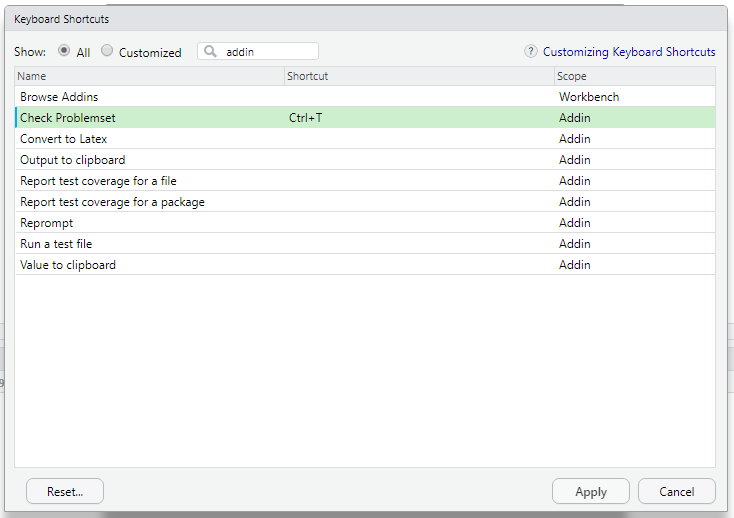 Keyboard Shortcuts
Show: All Customized addin ? Customizing Keyboard Shortcuts
Name Shortcut Scope
Browse Addins Workbench
Check Problemset Ctrl+T Addin
Convert to Latex Addin
Output to clipboard Addin
Report test coverage for a file Addin
Report test coverage for a package Addin
Reprompt Addin
Run a test file Addin
Value to clipboard Addin
Reset... Apply Cancel